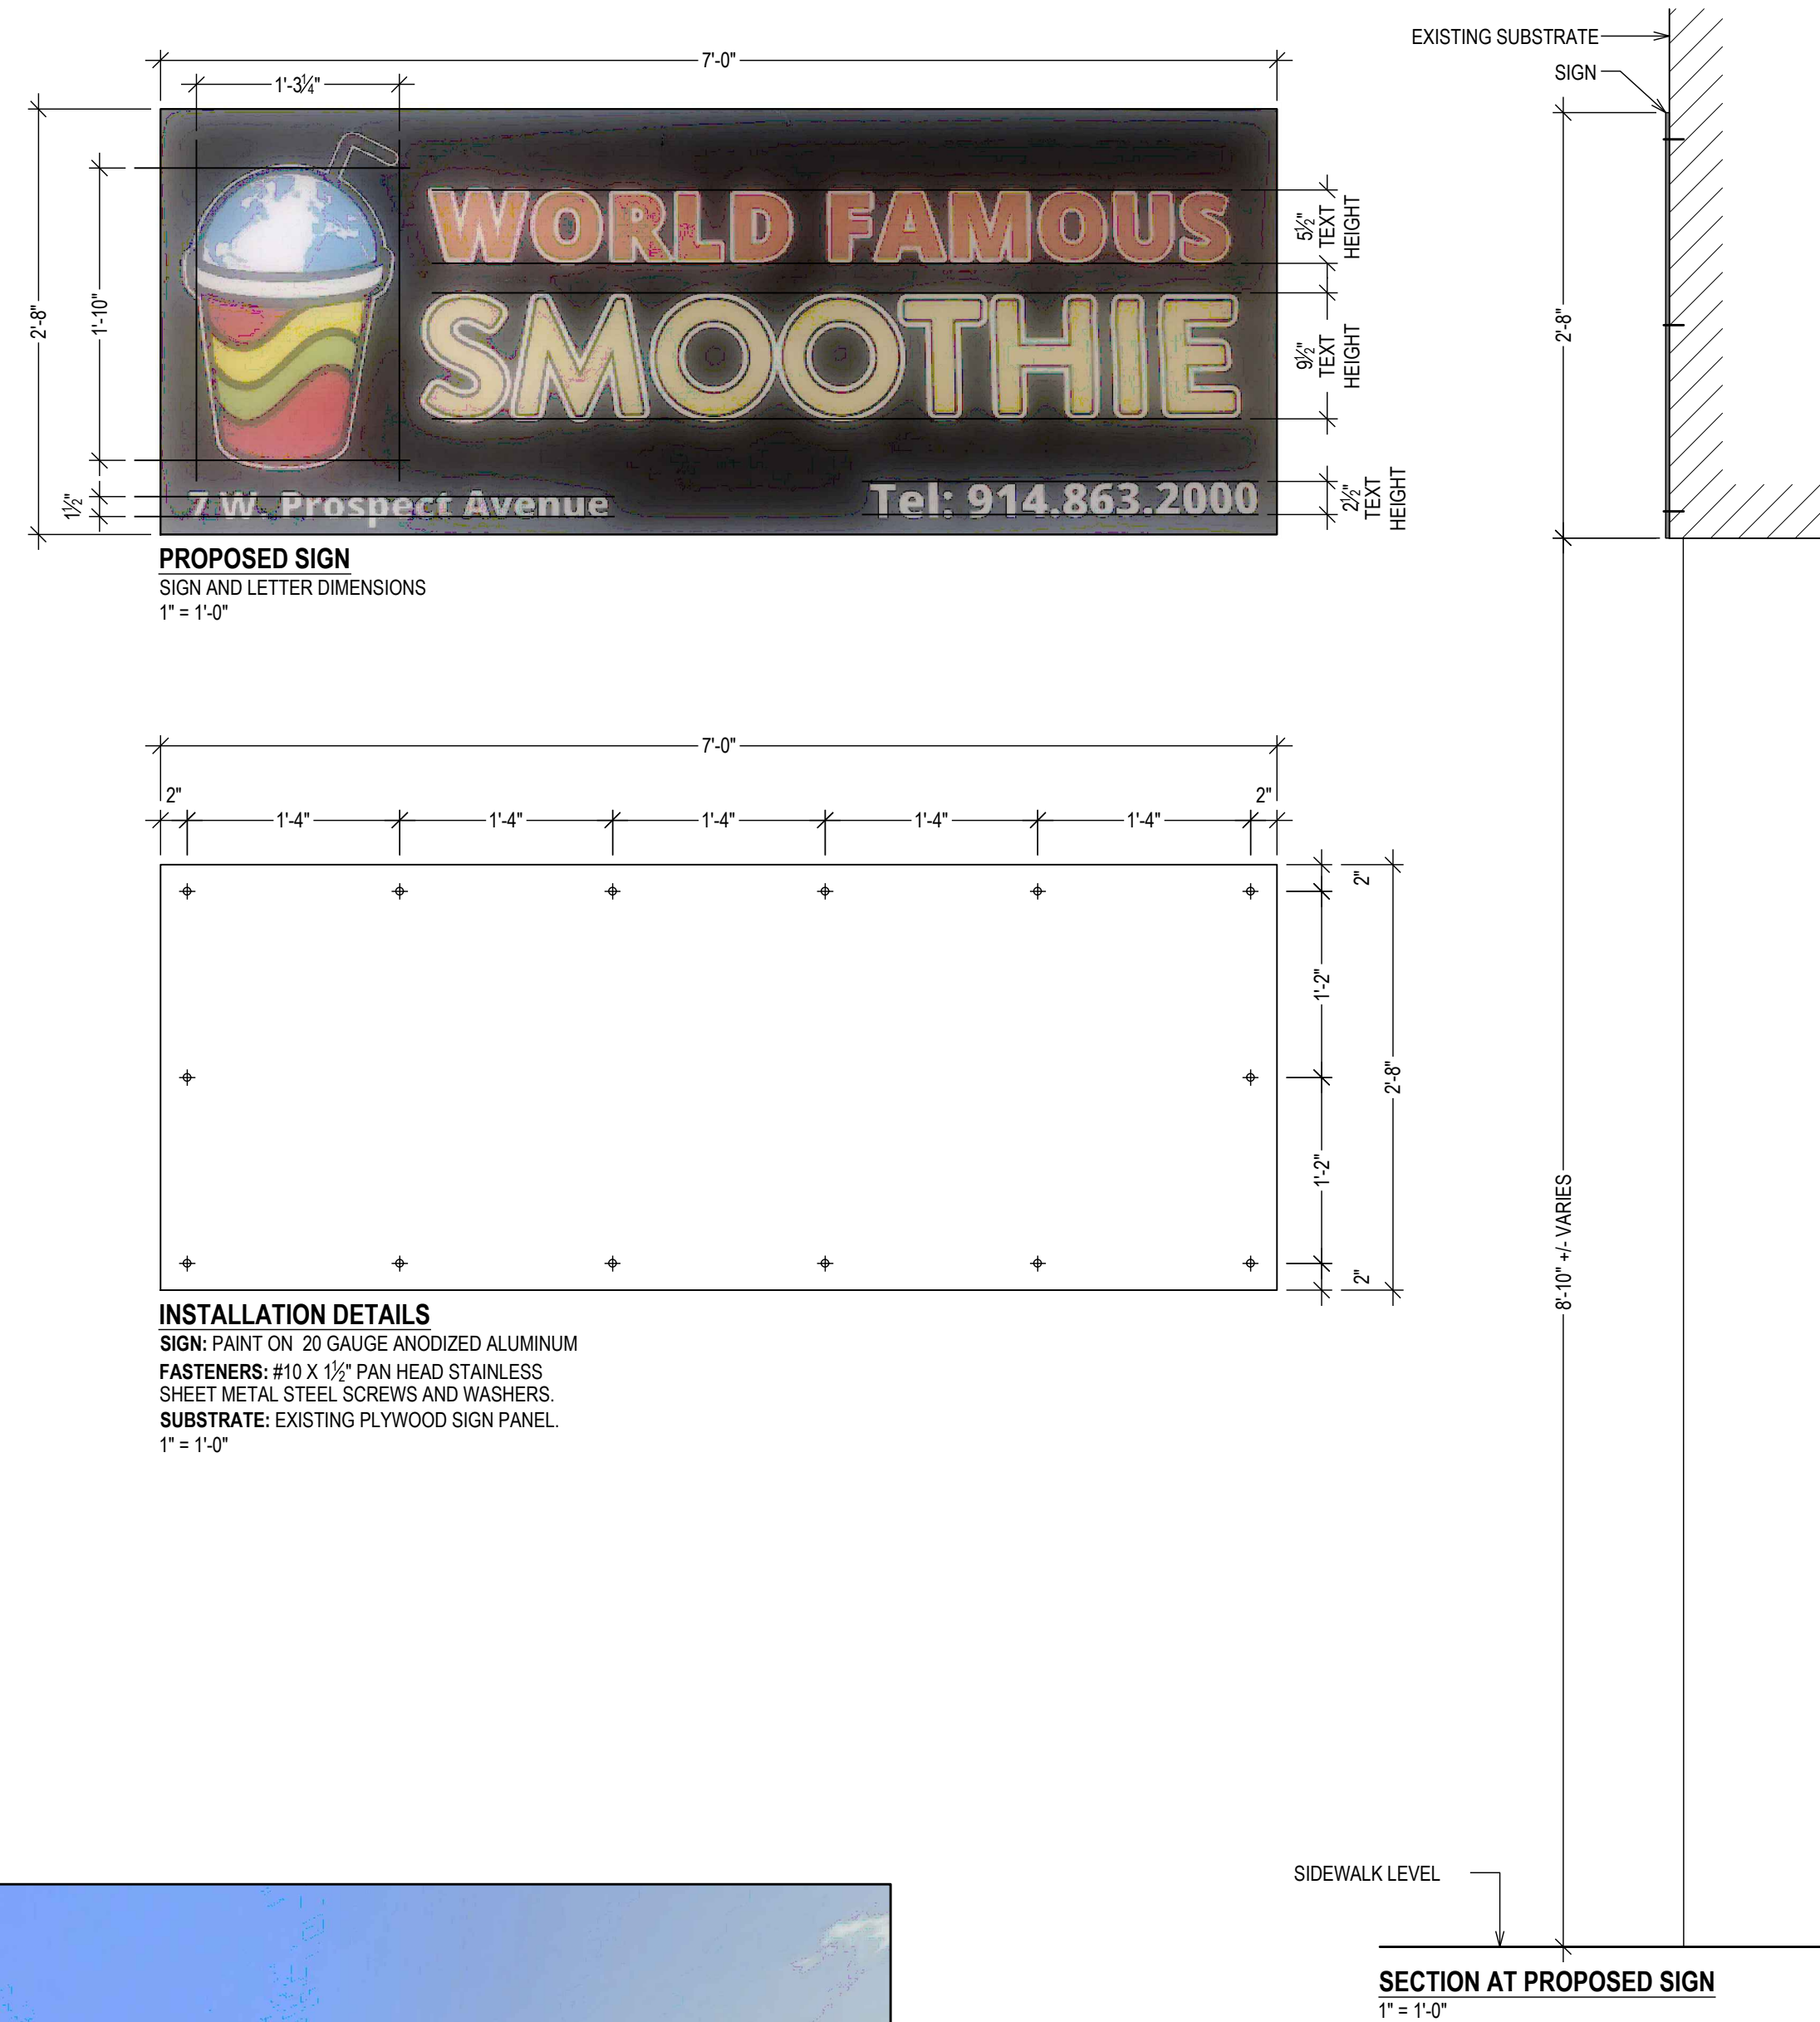 7'-0"
1'-3¼"
2'-8"
1'-10"
1½"
WORLD FAMOUS
SMOOTHIE
7 W. Prospect Avenue
Tel: 914.863.2000
5½"
TEXT
HEIGHT
9½"
TEXT
HEIGHT
2½"
TEXT
HEIGHT
PROPOSED SIGN
SIGN AND LETTER DIMENSIONS
1" = 1'-0"
EXISTING SUBSTRATE
SIGN
2'-8"
8'-10" +/- VARIES
SIDEWALK LEVEL
SECTION AT PROPOSED SIGN
1" = 1'-0"
7'-0"
2"
1'-4"
1'-4"
1'-4"
1'-4"
1'-4"
2"
2"
1'-2"
1'-2"
2"
2'-8"
INSTALLATION DETAILS
SIGN: PAINT ON 20 GAUGE ANODIZED ALUMINUM
FASTENERS: #10 X 1½" PAN HEAD STAINLESS
SHEET METAL STEEL SCREWS AND WASHERS.
SUBSTRATE: EXISTING PLYWOOD SIGN PANEL.
1" = 1'-0"